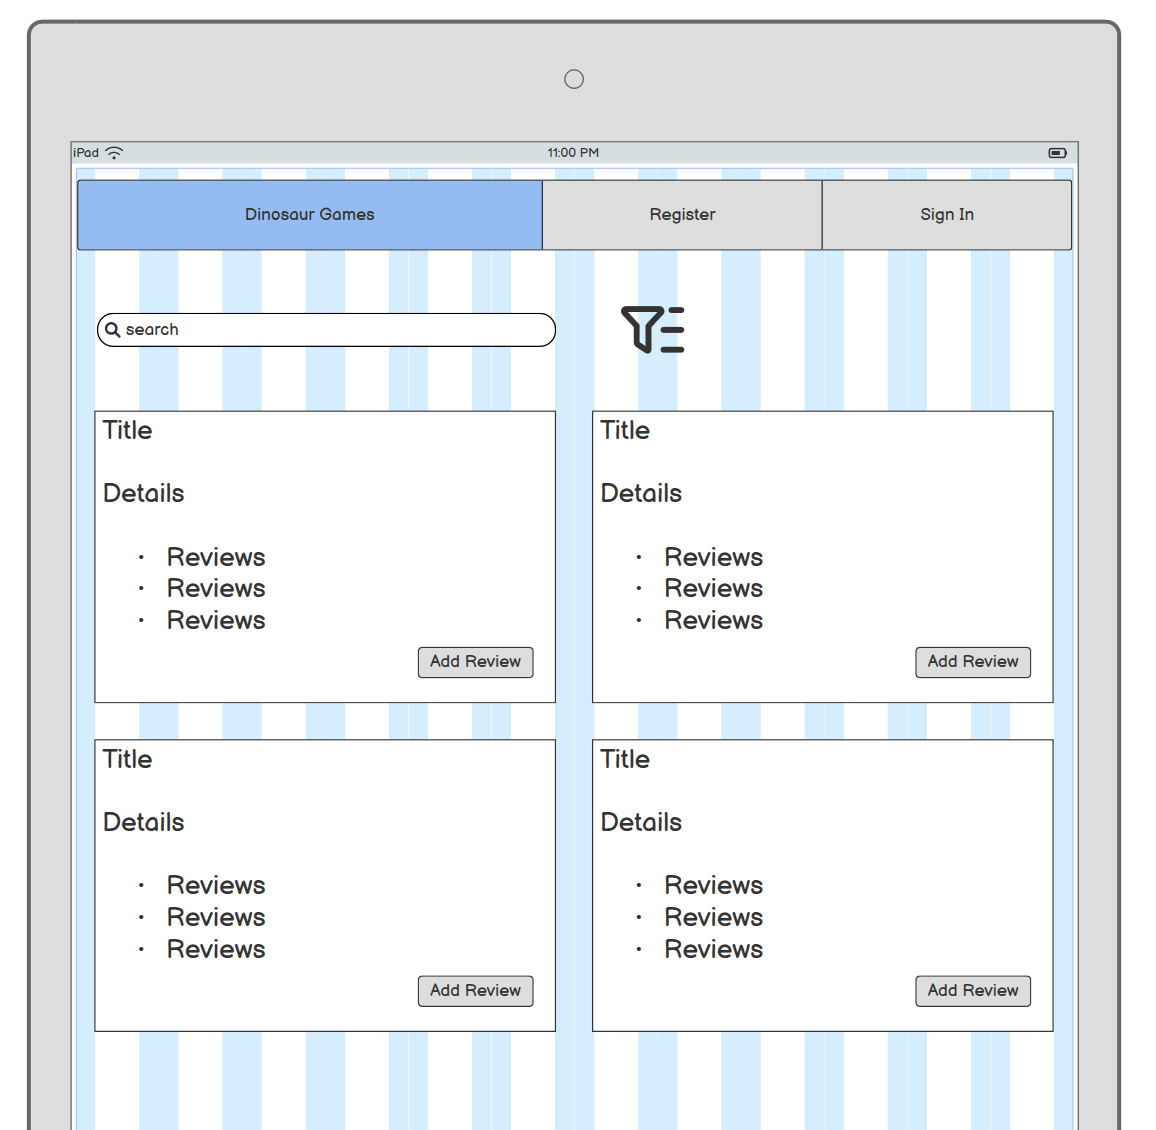 iPad 11:00 PM
Dinosaur Games Register Sign In
search
Title
Details
• Reviews
• Reviews
• Reviews
Add Review
Title
Details
• Reviews
• Reviews
• Reviews
Add Review
Title
Details
• Reviews
• Reviews
• Reviews
Add Review
Title
Details
• Reviews
• Reviews
• Reviews
Add Review